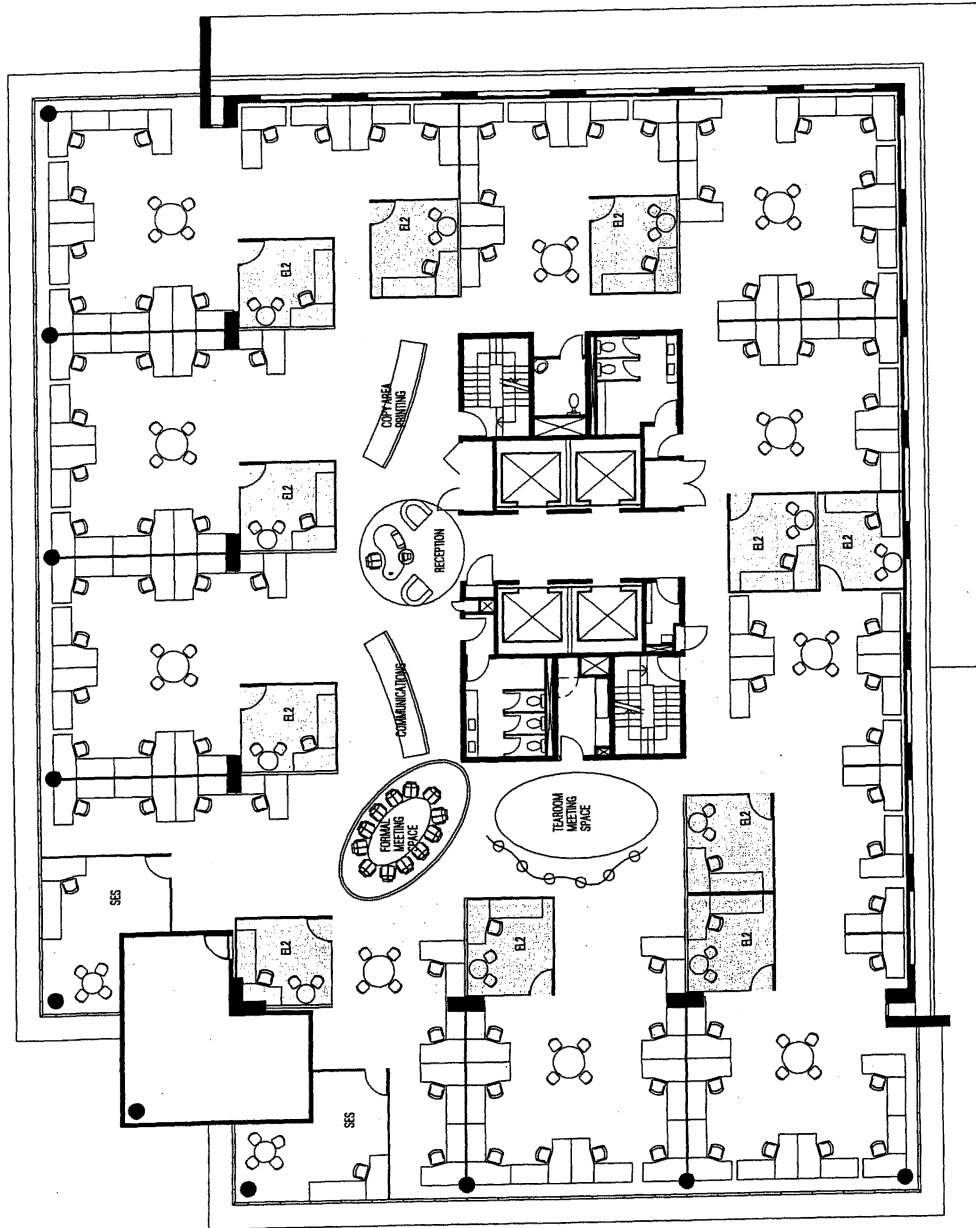 EL2
EL2
EL2
COPY AREA
PRINTING
EL2
RECEPTION
EL2
EL2
COMMUNICATIONS
EL2
FORMAL
MEETING
SPACE
TEAROOM
MEETING
SPACE
EL2
SES
EL2
EL2
EL2
SES